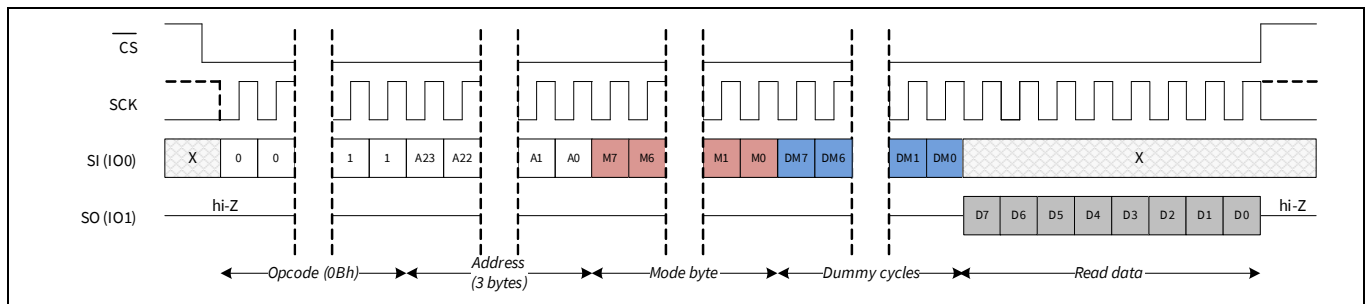 CS
SCK
SI (IO0) X 0 0 1 1 A23 A22 A1 A0 M7 M6 M1 M0 DM7 DM6 DM1 DM0 X
hi-Z hi-Z
SO (IO1) D7 D6 D5 D4 D3 D2 D1 D0
Opcode (0Bh) Address (3 bytes) Mode byte Dummy cycles Read data